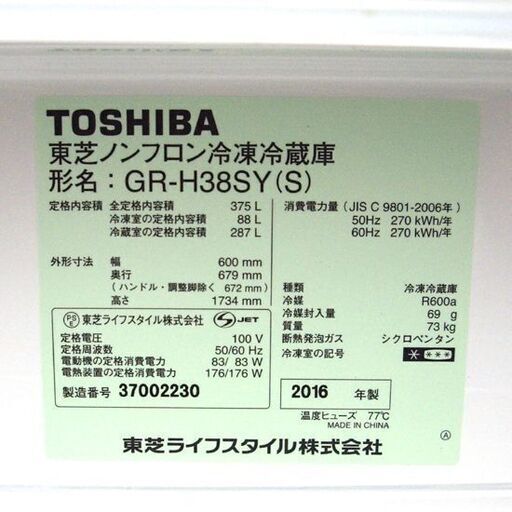 TOSHIBA
東芝ノンフロン冷凍冷蔵庫
形名：GR-H38SY(S)
定格内容積 全定格内容積 375 L
冷凍室の定格内容積 88 L
冷蔵室の定格内容積 287 L
消費電力量 (JIS C 9801-2006年)
50Hz 270 kWh/年
60Hz 270 kWh/年
外形寸法 幅 600 mm
奥行 679 mm
(ハンドル・調整脚除く 672 mm)
高さ 1734 mm
種類 冷凍冷蔵庫
冷媒 R600a
冷媒封入量 69 g
質量 73 kg
断熱発泡ガス シクロペンタン
冷凍室の記号 * ***
PSE 東芝ライフスタイル株式会社 S JET
定格電圧 100 V
定格周波数 50/60 Hz
電動機の定格消費電力 83/ 83 W
電熱装置の定格消費電力 176/176 W
製造番号 37002230
2016 年製
温度ヒューズ 77℃
MADE IN CHINA
東芝ライフスタイル株式会社
Ⓐ